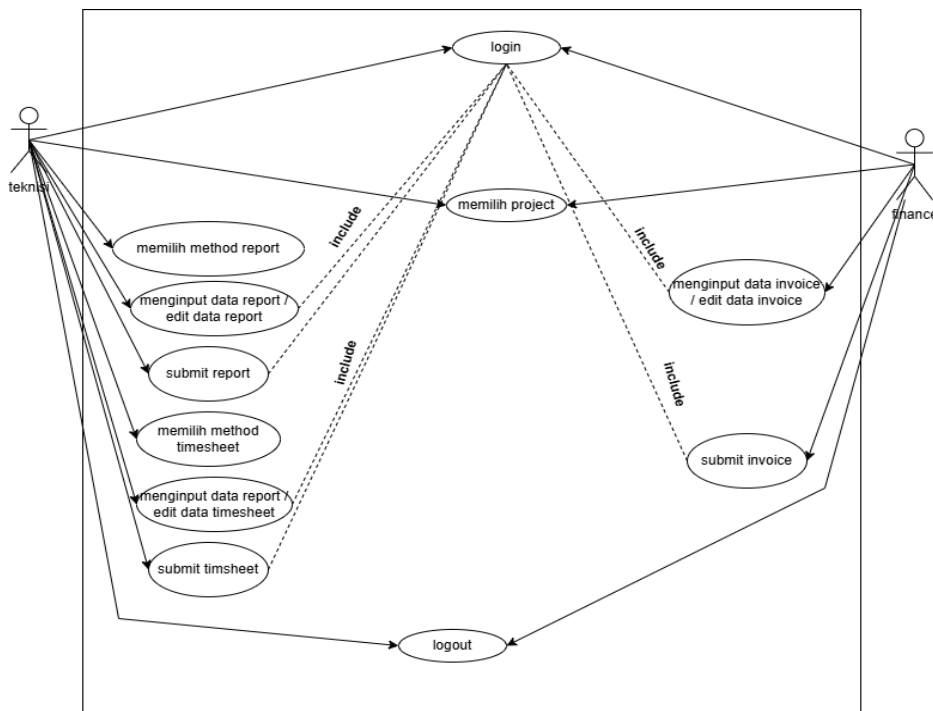 login
teknisi
finance
memilih project
include
include
memilih method report
menginput data report /
edit data report
menginput data invoice
/ edit data invoice
submit report
include
include
memilih method
timesheet
submit invoice
menginput data report /
edit data timesheet
submit timsheet
logout